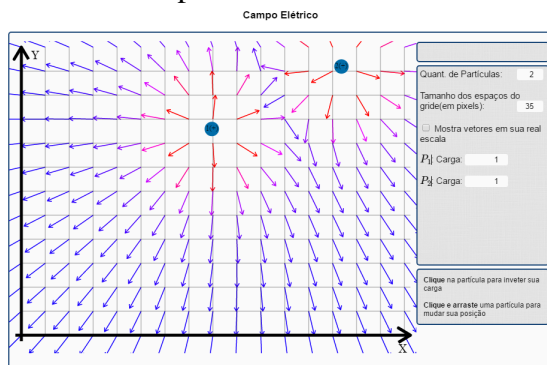 Campo Elétrico
Y
X
Quant. de Partículas: 2
Tamanho dos espaços do
gride(em pixels): 35
Mostra vetores em sua real
escala
P1 Carga: 1
P2 Carga: 1
Clique na partícula para inveter sua
carga
Clique e arraste uma partícula para
mudar sua posição